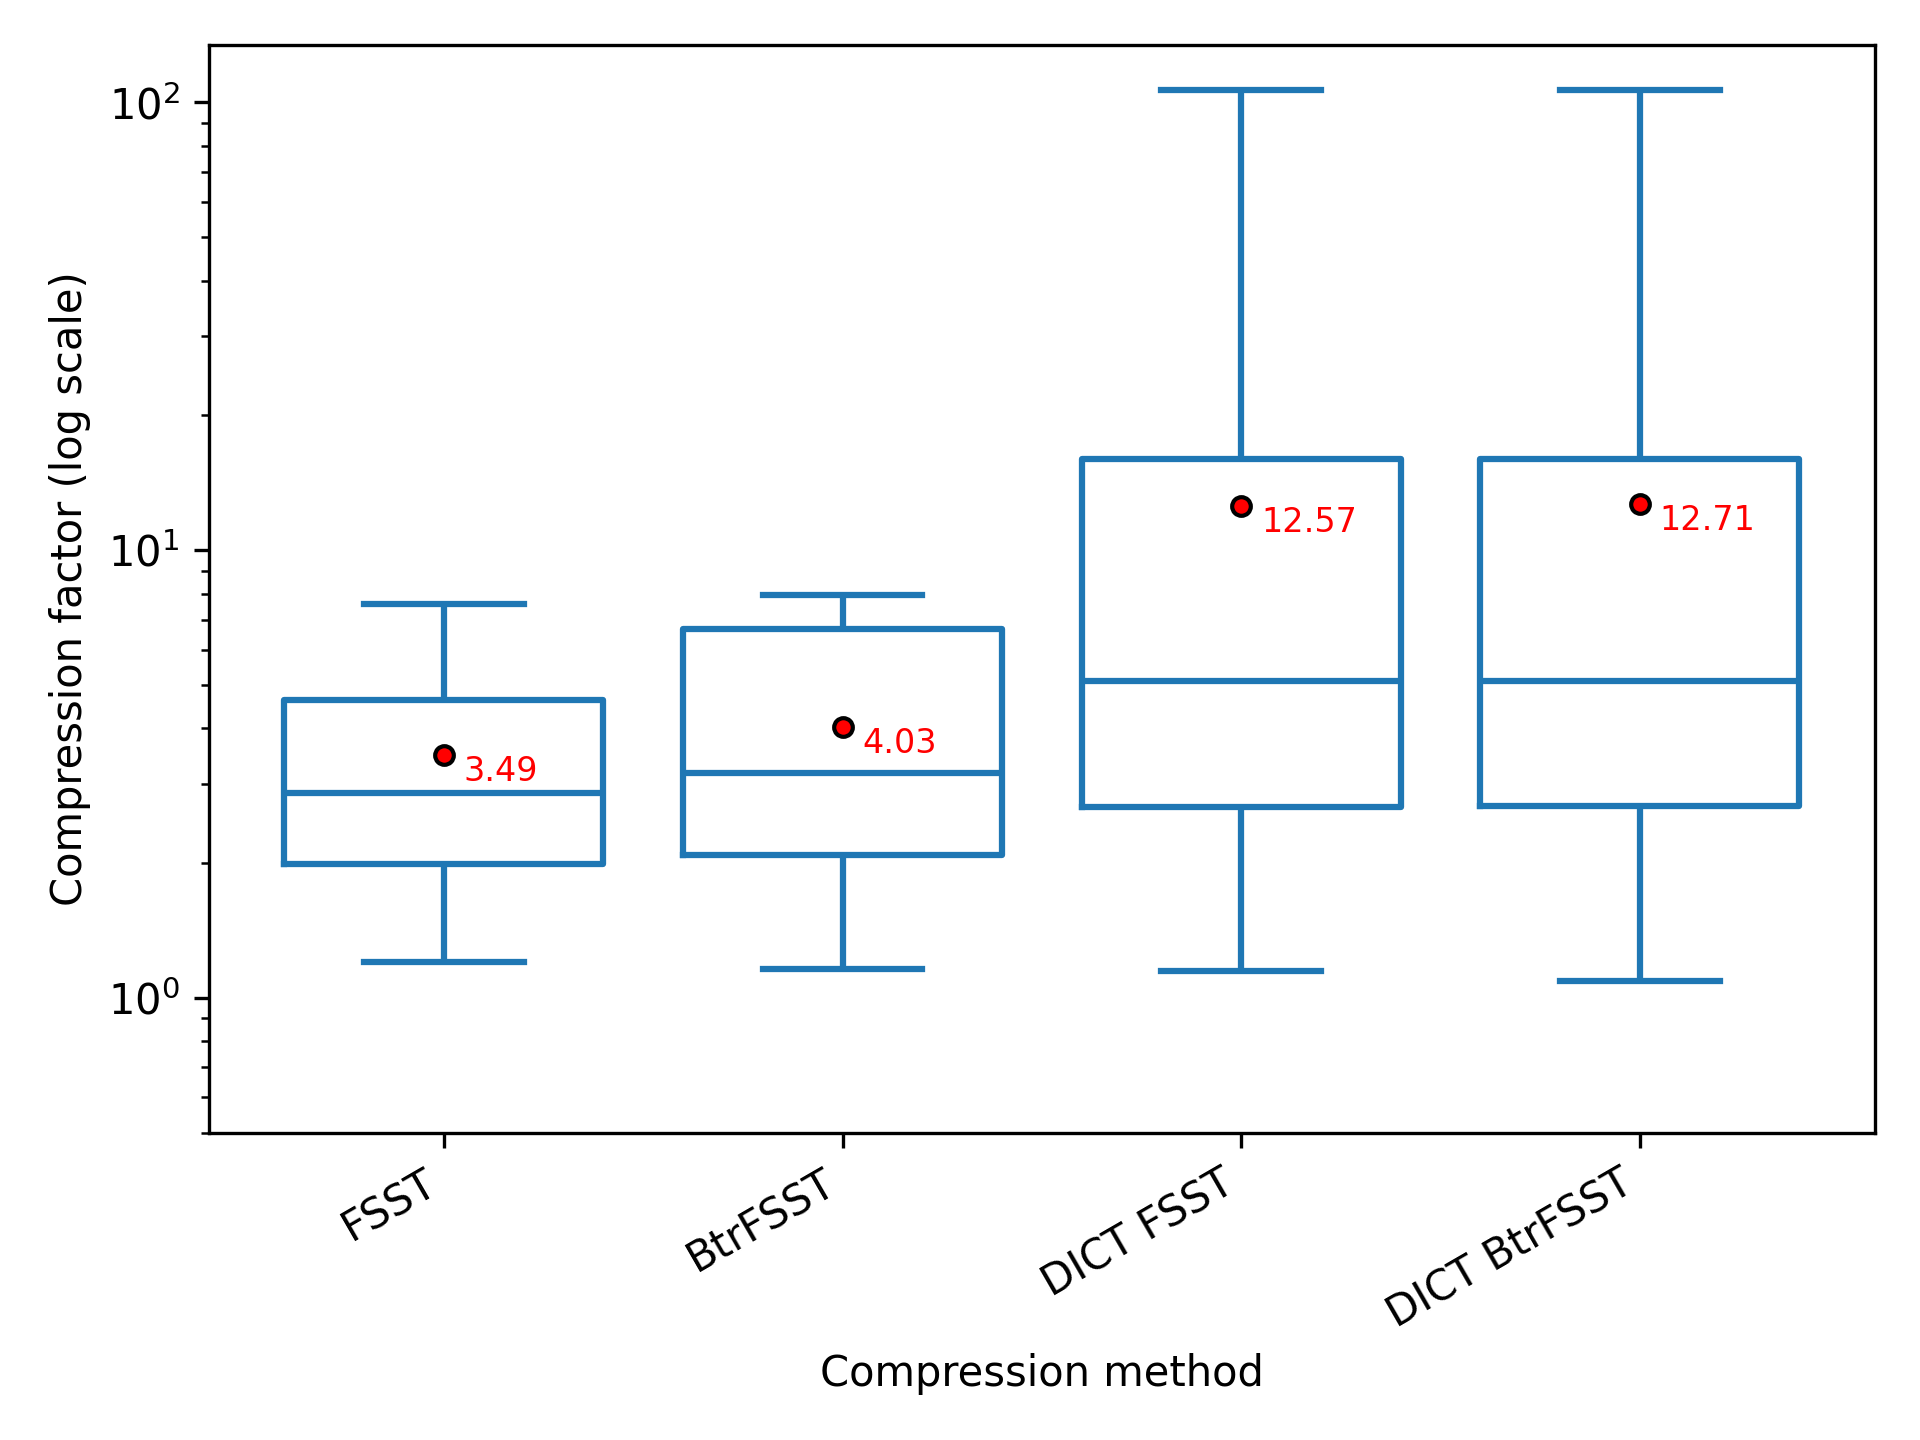 Compression factor (log scale)
10²
10¹
10⁰
12.57
12.71
3.49
4.03
FSST
BtrFSST
DICT FSST
DICT BtrFSST
Compression method